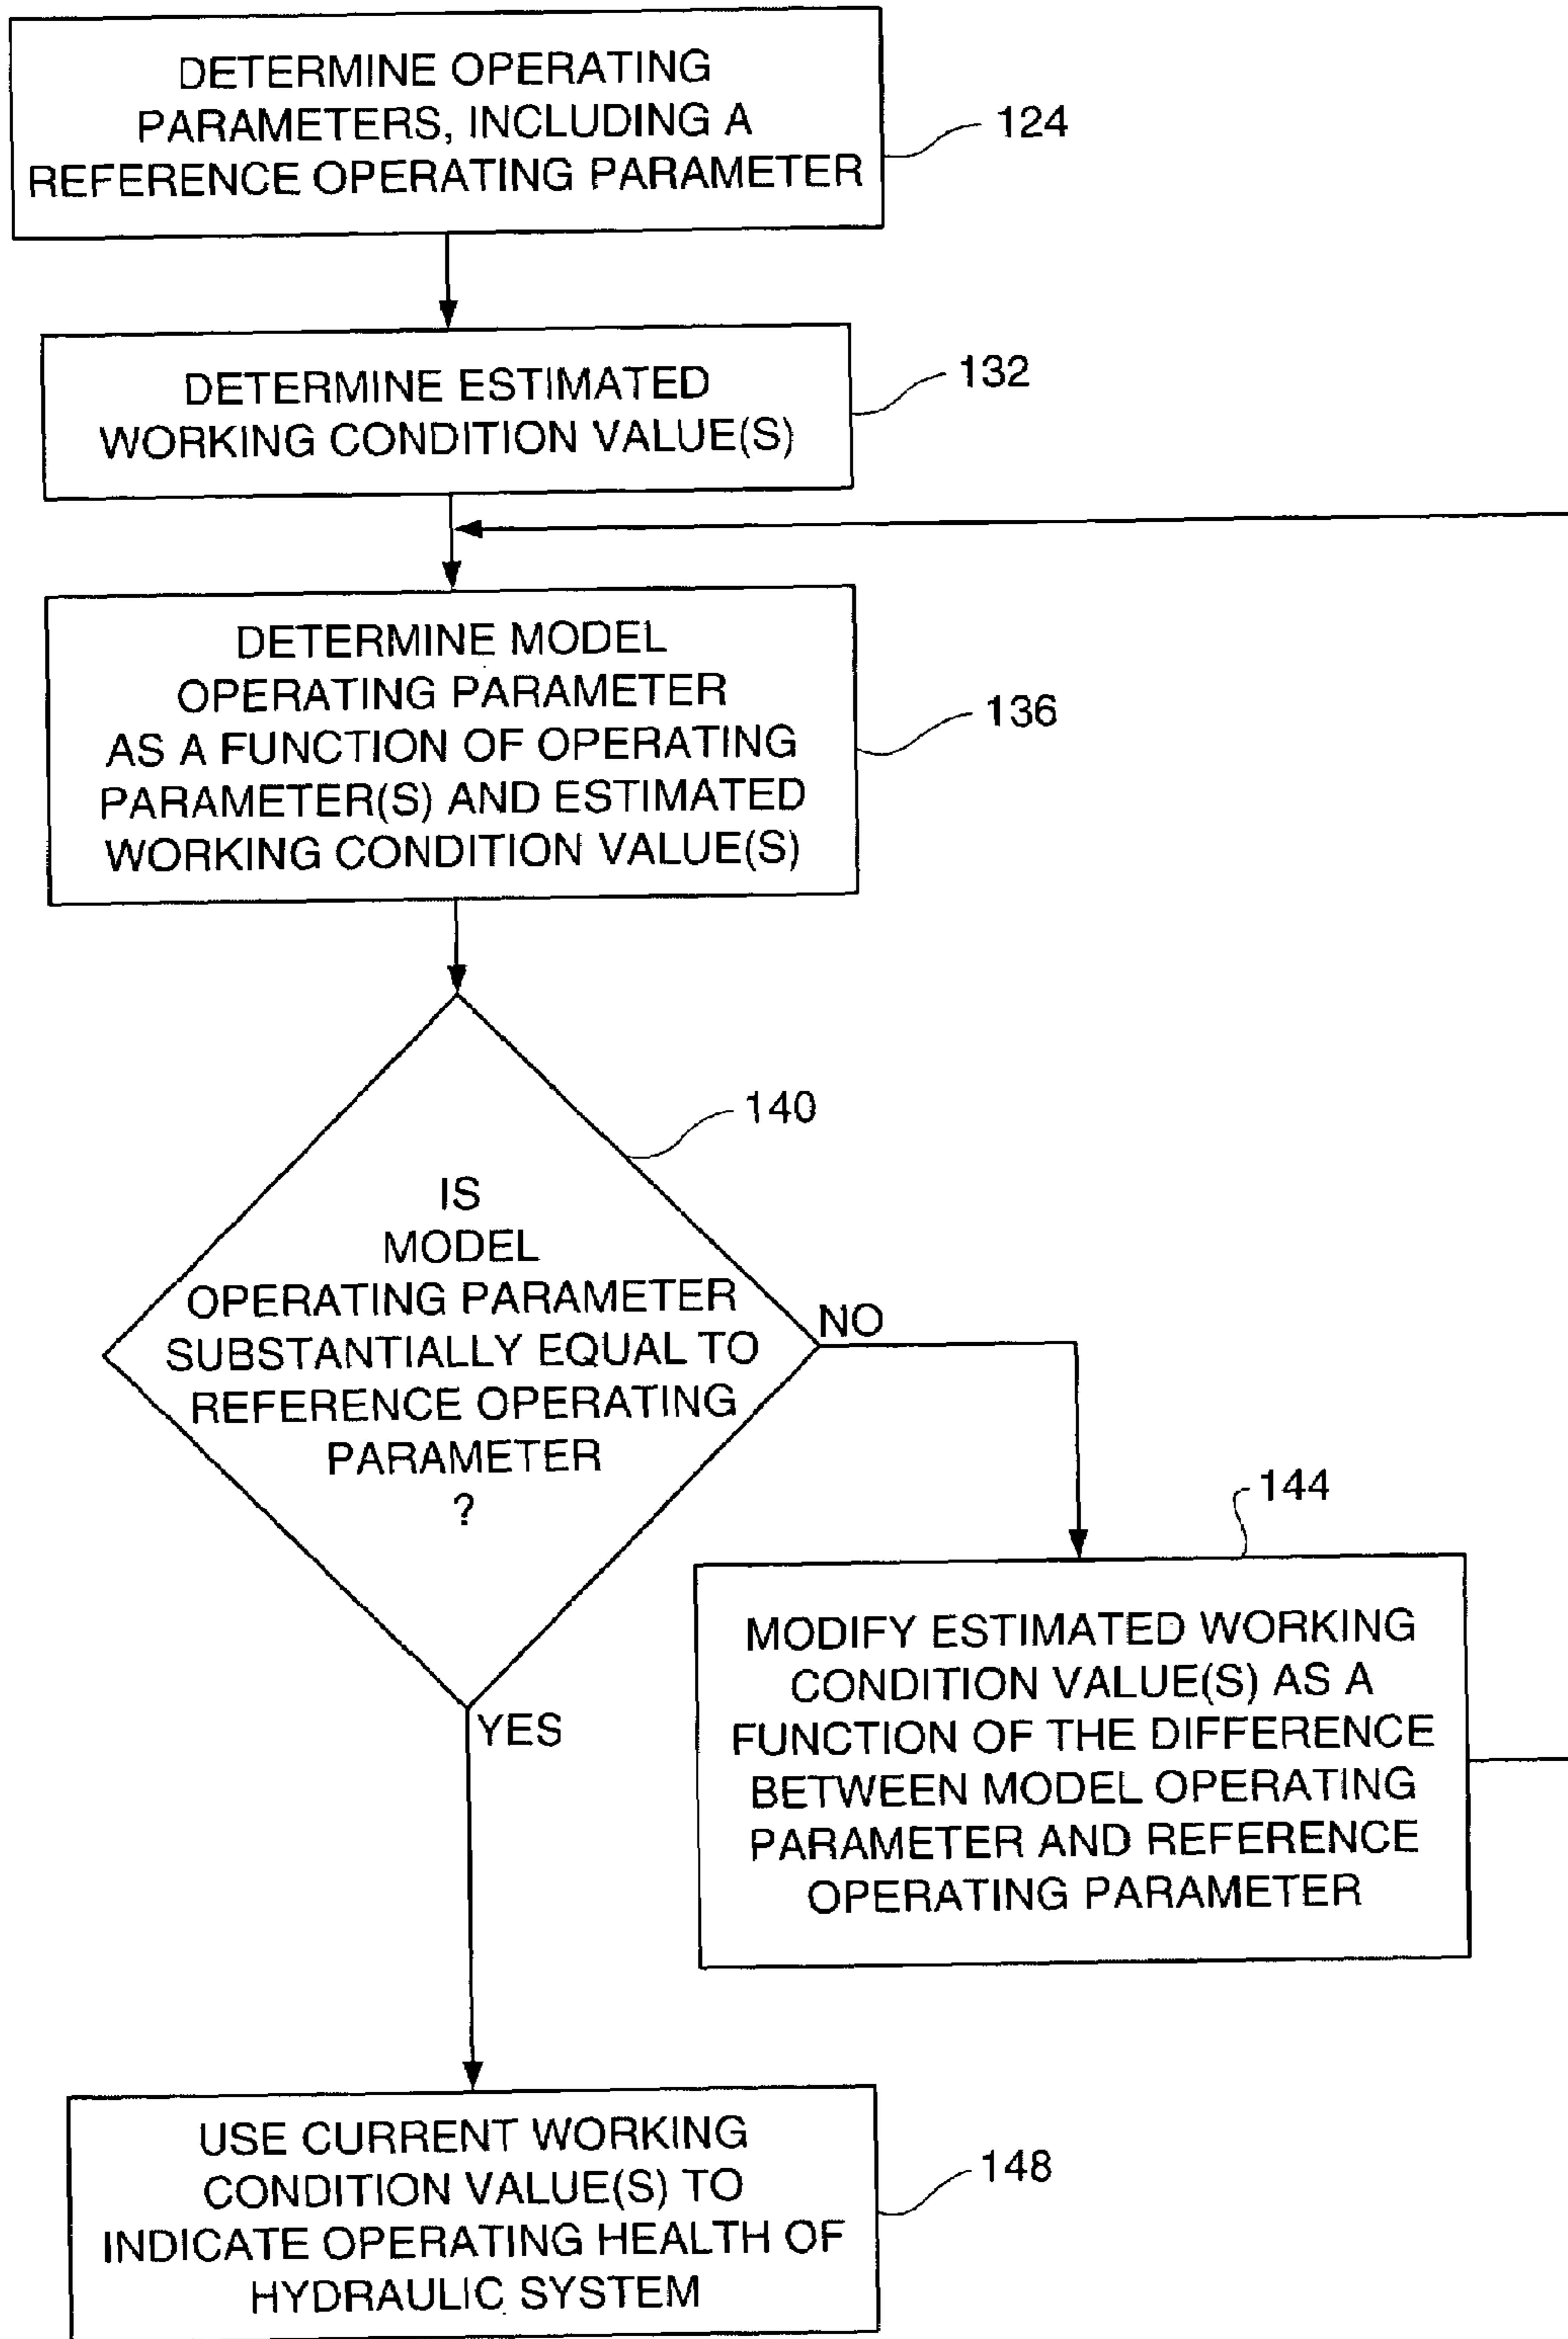 DETERMINE OPERATING
PARAMETERS, INCLUDING A
REFERENCE OPERATING PARAMETER
124
DETERMINE ESTIMATED
WORKING CONDITION VALUE(S)
132
DETERMINE MODEL
OPERATING PARAMETER
AS A FUNCTION OF OPERATING
PARAMETER(S) AND ESTIMATED
WORKING CONDITION VALUE(S)
136
140
IS
MODEL
OPERATING PARAMETER
SUBSTANTIALLY EQUAL TO
REFERENCE OPERATING
PARAMETER
?
NO
YES
144
MODIFY ESTIMATED WORKING
CONDITION VALUE(S) AS A
FUNCTION OF THE DIFFERENCE
BETWEEN MODEL OPERATING
PARAMETER AND REFERENCE
OPERATING PARAMETER
USE CURRENT WORKING
CONDITION VALUE(S) TO
INDICATE OPERATING HEALTH OF
HYDRAULIC SYSTEM
148